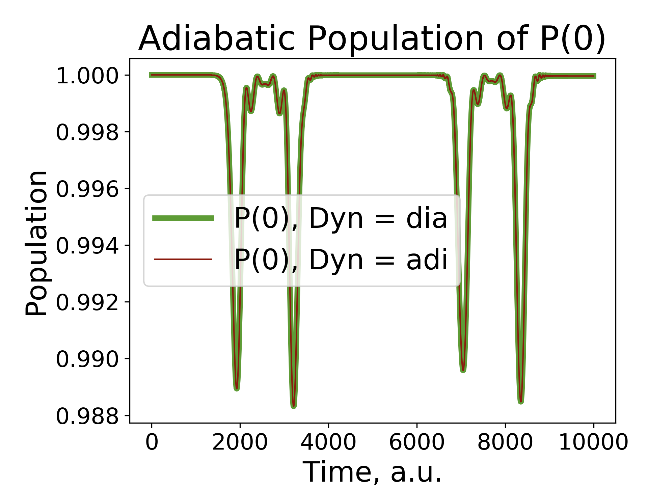 Adiabatic Population of P(0)
Population
1.000
0.998
0.996
0.994
0.992
0.990
0.988
P(0), Dyn = dia
P(0), Dyn = adi
0 2000 4000 6000 8000 10000
Time, a.u.